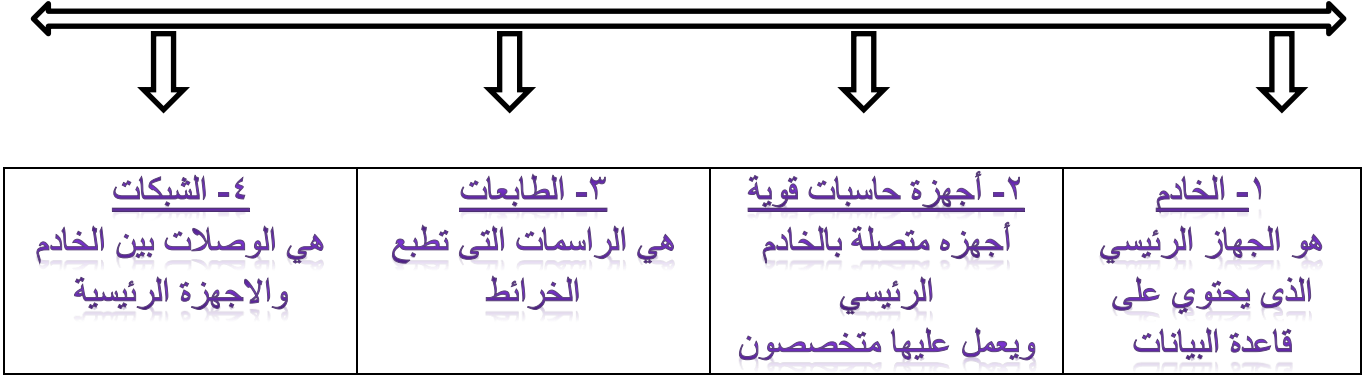 ١- الخادم
هو الجهاز الرئيسي
الذى يحتوي على
قاعدة البيانات
٢- أجهزة حاسبات قوية
أجهزه متصلة بالخادم
الرئيسي
ويعمل عليها متخصصون
٣- الطابعات
هي الراسمات التى تطبع
الخرائط
٤- الشبكات
هي الوصلات بين الخادم
والاجهزة الرئيسية